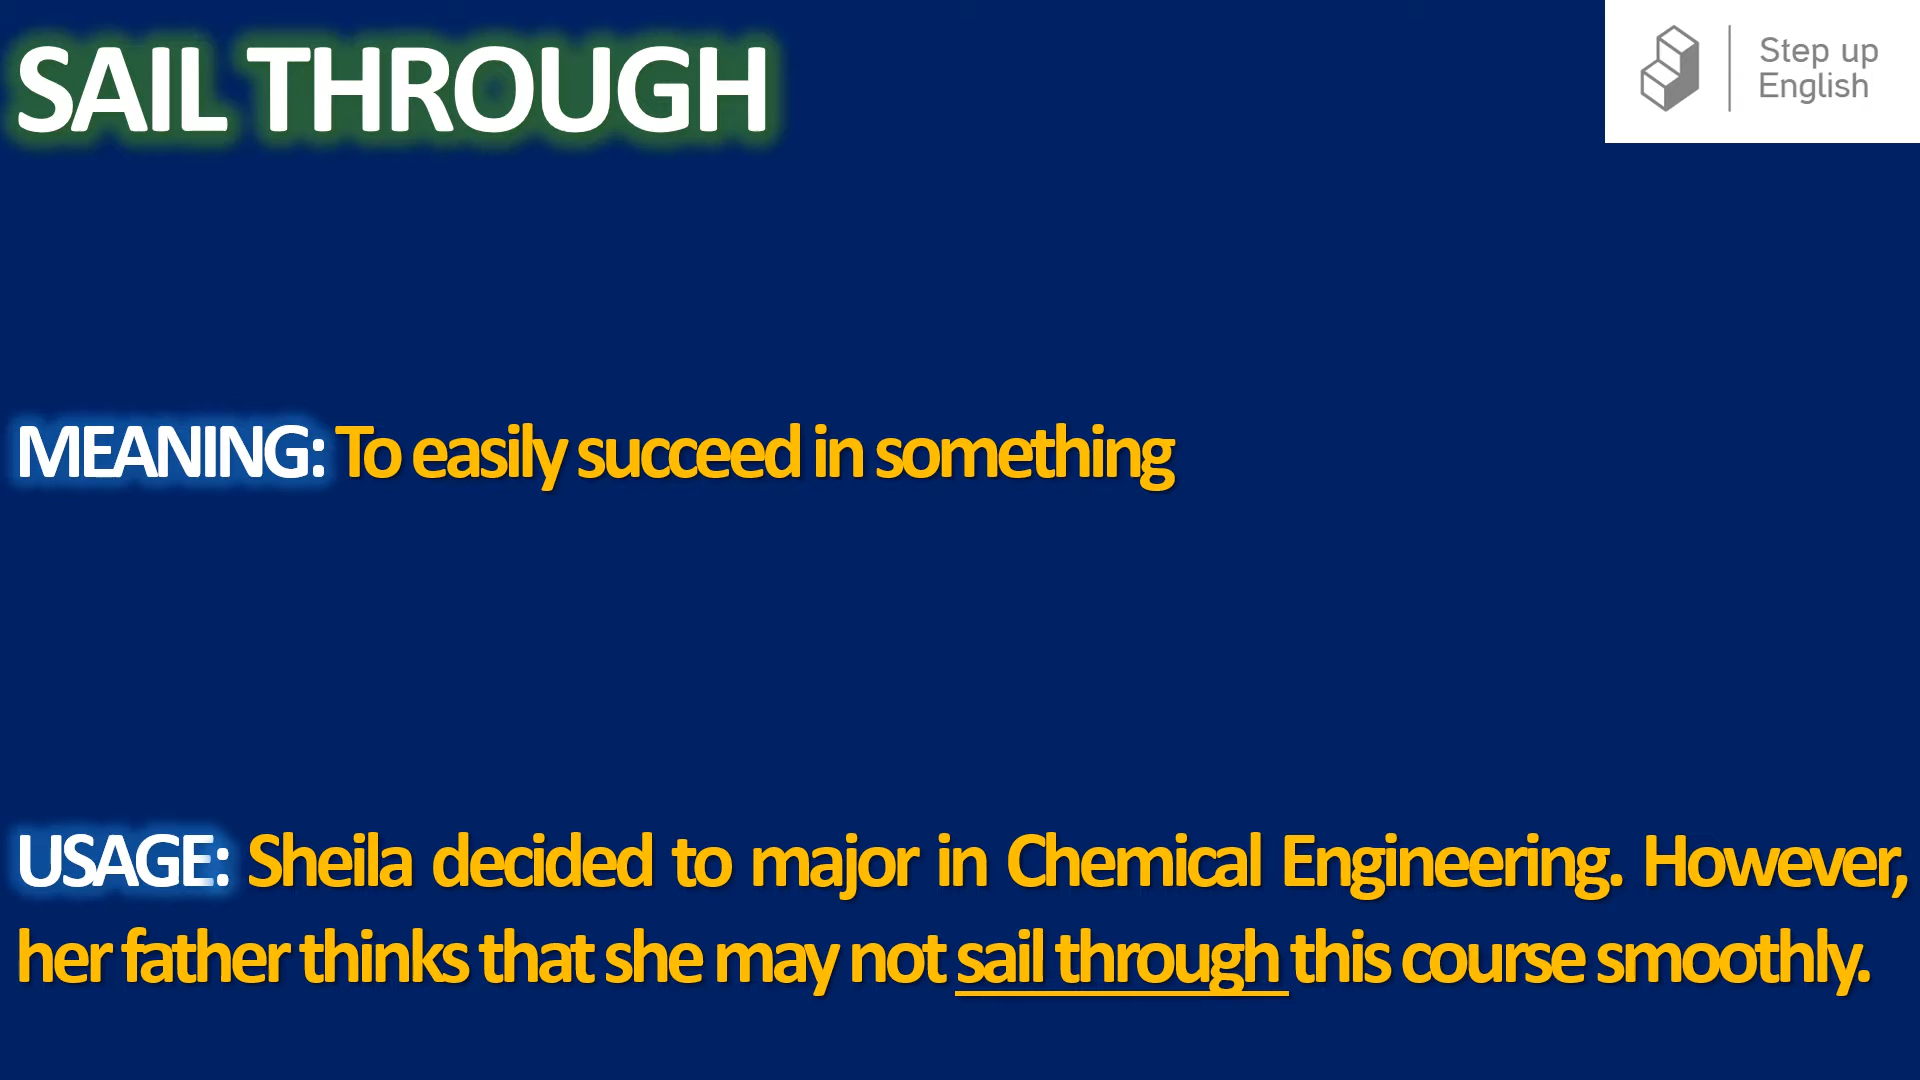 SAIL THROUGH
Step up
English
MEANING: To easily succeed in something
USAGE: Sheila decided to major in Chemical Engineering. However,
her father thinks that she may not sail through this course smoothly.